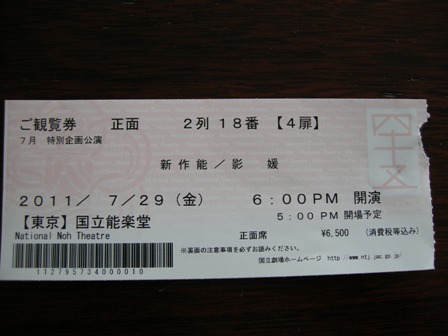 ご観覧券 正面 2列 18番 【4扉】
7月 特別企画公演
新作能/影 媛
2011/ 7/29 (金) 6:00PM 開演
5:00PM 開場予定
【東京】国立能楽堂
National Noh Theatre
正面席 ¥6,500 (消費税等込み)
※裏面の注意事項を必ずお読みください。
国立劇場ホームページ http://www.ntj.jac.go.jp/
1127957340000010